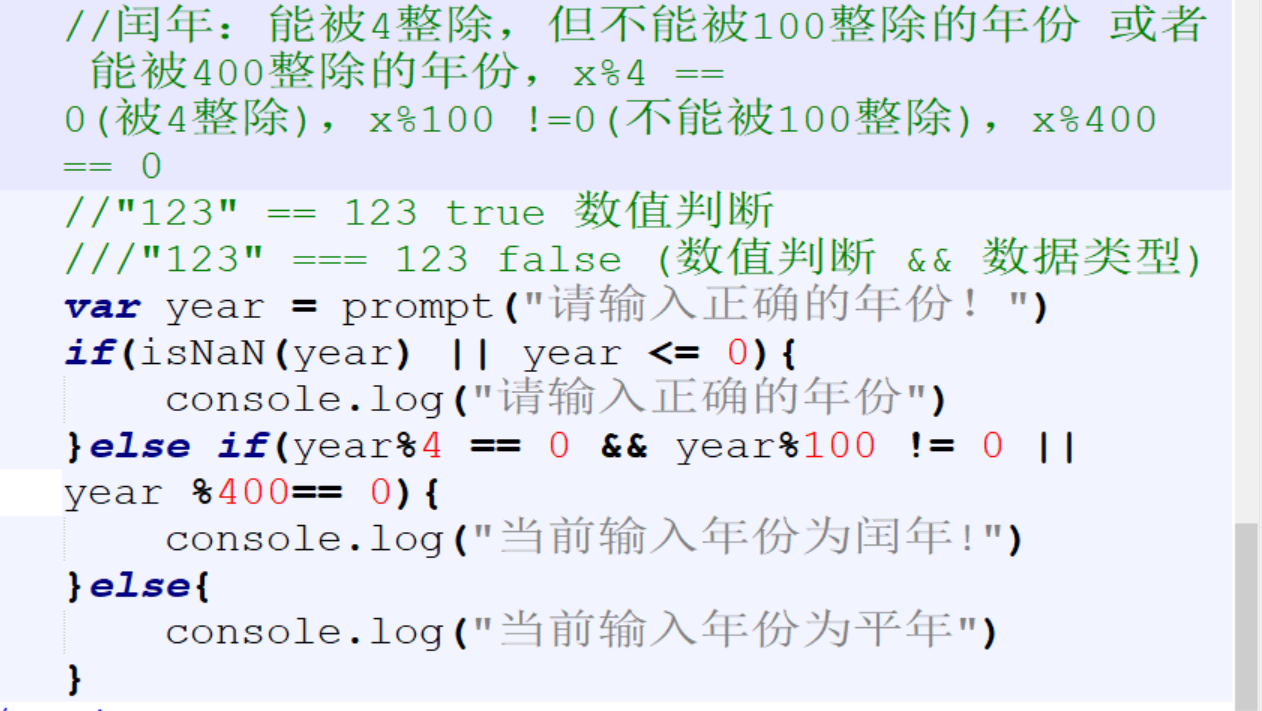 //闰年：能被4整除，但不能被100整除的年份 或者
能被400整除的年份，x%4 ==
0(被4整除)，x%100 !=0(不能被100整除)，x%400
== 0
//"123" == 123 true 数值判断
///"123" === 123 false (数值判断 && 数据类型)
var year = prompt("请输入正确的年份！")
if(isNaN(year) || year <= 0){
    console.log("请输入正确的年份")
}else if(year%4 == 0 && year%100 != 0 ||
year %400== 0){
    console.log("当前输入年份为闰年!")
}else{
    console.log("当前输入年份为平年")
}